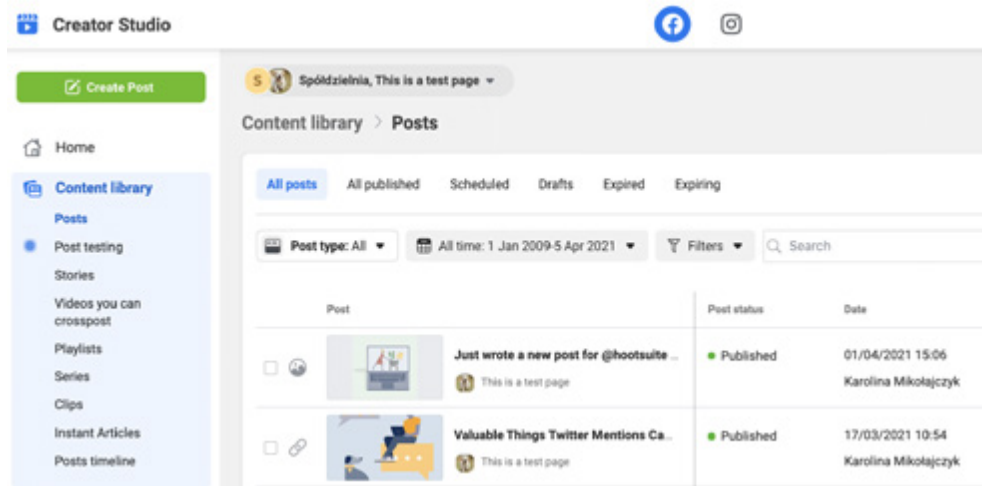 Creator Studio
Create Post
Home
Content library
Posts
Post testing
Stories
Videos you can
crosspost
Playlists
Series
Clips
Instant Articles
Posts timeline
S
Spółdzielnia, This is a test page
Content library > Posts
All posts All published Scheduled Drafts Expired Expiring
Post type: All All time: 1 Jan 2009-5 Apr 2021 Filters Search
Post Post status Date
Just wrote a new post for @hootsuite ... Published 01/04/2021 15:06
This is a test page Karolina Mikołajczyk
Valuable Things Twitter Mentions Ca... Published 17/03/2021 10:54
This is a test page Karolina Mikołajczyk